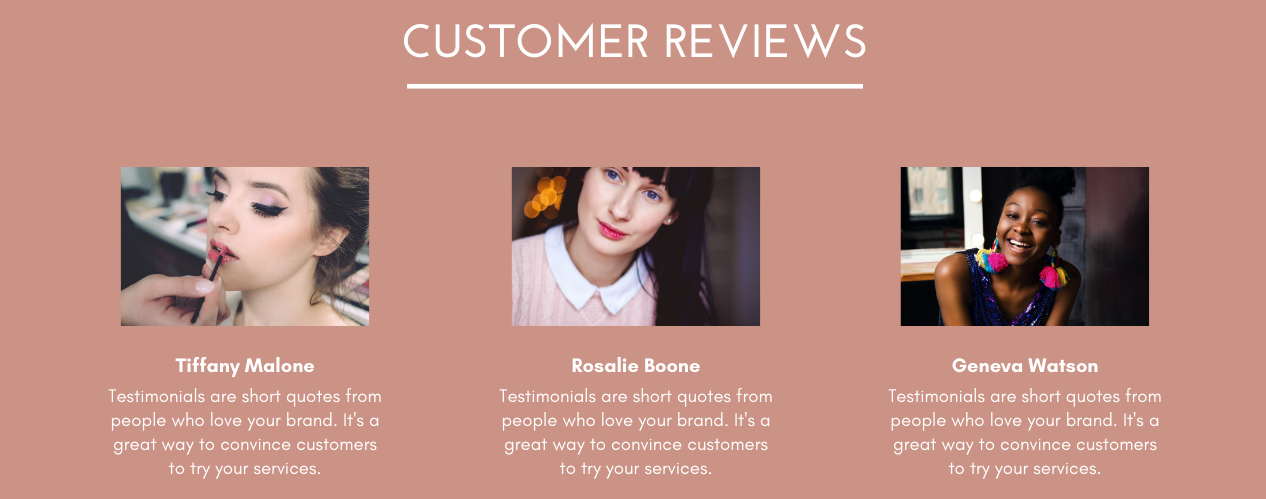 CUSTOMER REVIEWS
Tiffany Malone
Testimonials are short quotes from
people who love your brand. It's a
great way to convince customers
to try your services.
Rosalie Boone
Testimonials are short quotes from
people who love your brand. It's a
great way to convince customers
to try your services.
Geneva Watson
Testimonials are short quotes from
people who love your brand. It's a
great way to convince customers
to try your services.